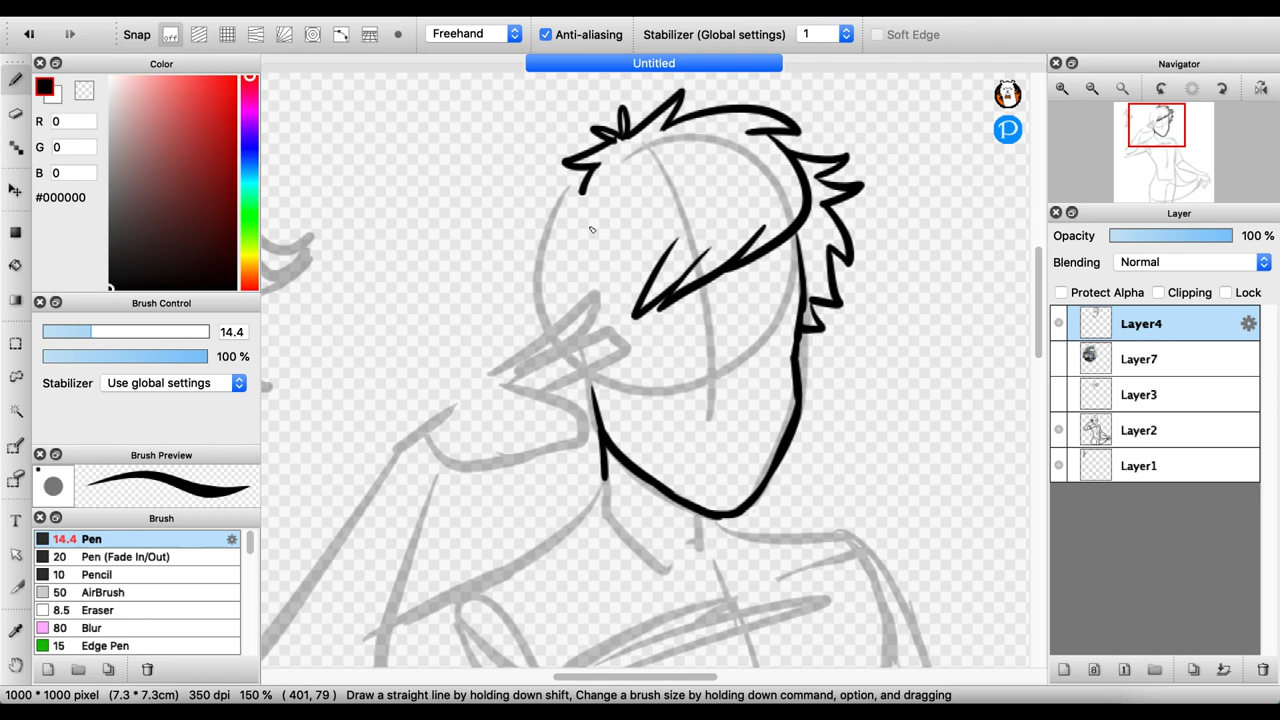 Snap
off
Freehand
Anti-aliasing
Stabilizer (Global settings)
1
Soft Edge
Color
R 0
G 0
B 0
#000000
Brush Control
14.4
100 %
Stabilizer
Use global settings
Brush Preview
Brush
14.4 Pen
20 Pen (Fade In/Out)
10 Pencil
50 AirBrush
8.5 Eraser
80 Blur
15 Edge Pen
Untitled
P
Navigator
Layer
Opacity 100 %
Blending Normal
Protect Alpha Clipping Lock
Layer4
Layer7
Layer3
Layer2
Layer1
8 1
T
1000 * 1000 pixel (7.3 * 7.3cm) 350 dpi 150 % ( 401, 79 ) Draw a straight line by holding down shift, Change a brush size by holding down command, option, and dragging